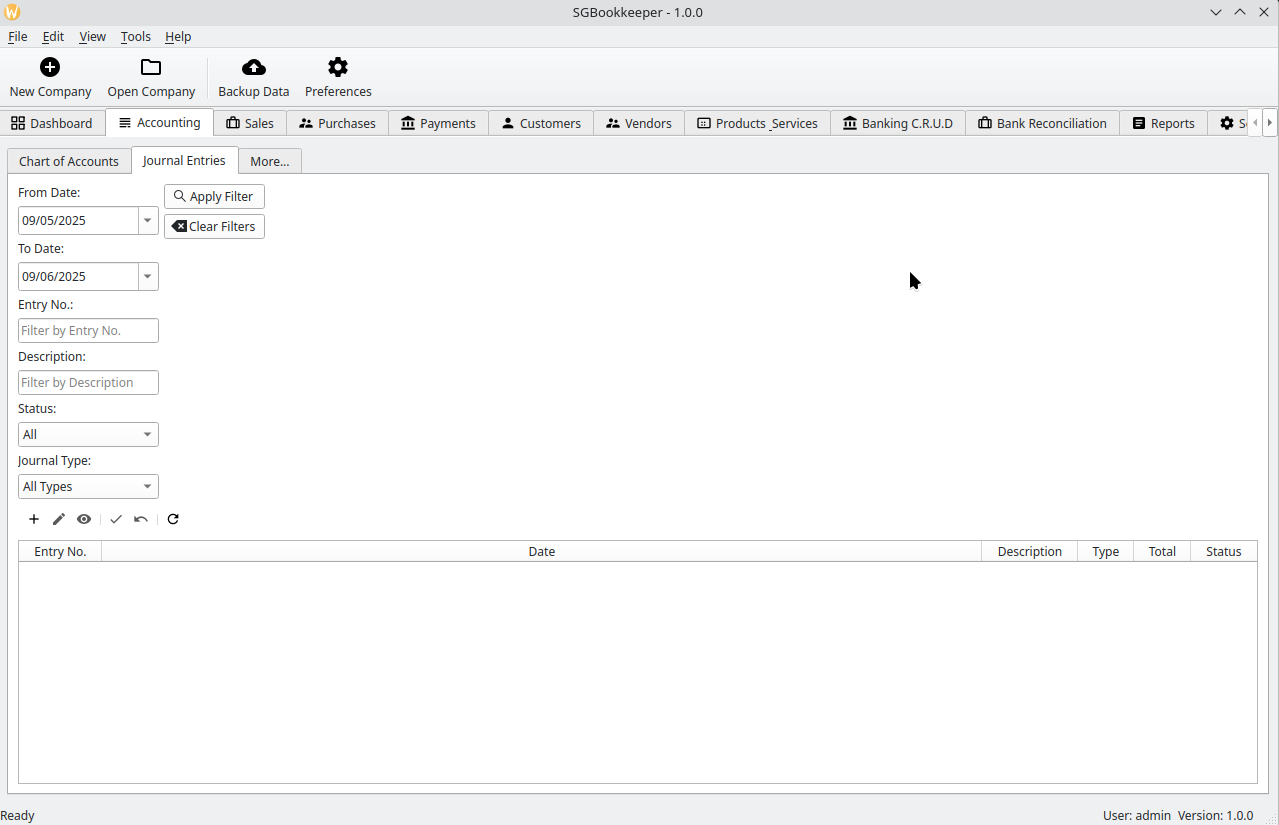 SGBookkeeper - 1.0.0
File Edit View Tools Help
New Company Open Company Backup Data Preferences
Dashboard Accounting Sales Purchases Payments Customers Vendors Products _Services Banking C.R.U.D Bank Reconciliation Reports
Chart of Accounts Journal Entries More...
From Date:
Apply Filter
09/05/2025
Clear Filters
To Date:
09/06/2025
Entry No.:
Filter by Entry No.
Description:
Filter by Description
Status:
All
Journal Type:
All Types
Entry No. Date Description Type Total Status
Ready User: admin Version: 1.0.0